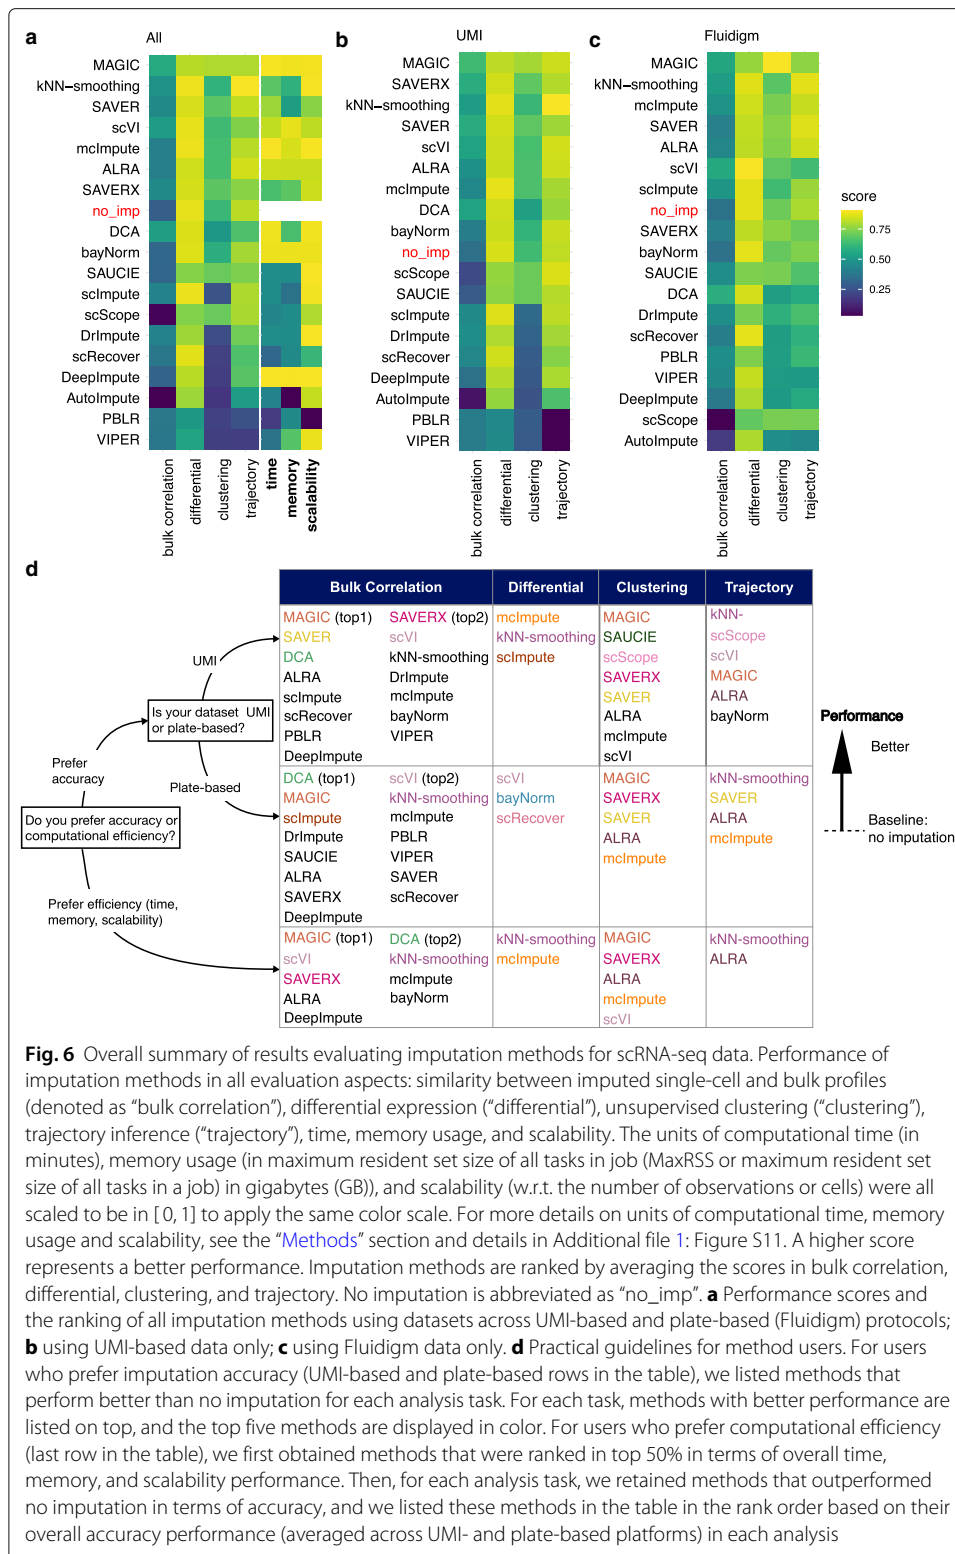 a
All
MAGIC
kNN−smoothing
SAVER
scVI
mcImpute
ALRA
SAVERX
no_imp
DCA
bayNorm
SAUCIE
scImpute
scScope
DrImpute
scRecover
DeepImpute
AutoImpute
PBLR
VIPER
bulk correlation
differential
clustering
trajectory
time
memory
scalability
b
UMI
MAGIC
SAVERX
kNN−smoothing
SAVER
scVI
ALRA
mcImpute
DCA
bayNorm
no_imp
scScope
SAUCIE
scImpute
DrImpute
scRecover
DeepImpute
AutoImpute
PBLR
VIPER
bulk correlation
differential
clustering
trajectory
c
Fluidigm
MAGIC
kNN−smoothing
mcImpute
SAVER
ALRA
scVI
scImpute
no_imp
SAVERX
bayNorm
SAUCIE
DCA
DrImpute
scRecover
PBLR
VIPER
DeepImpute
scScope
AutoImpute
bulk correlation
differential
clustering
trajectory
score
0.75
0.50
0.25
d
Do you prefer accuracy or
computational efficiency?
Prefer
accuracy
Is your dataset UMI
or plate-based?
UMI
Plate-based
Prefer efficiency (time,
memory, scalability)
Bulk Correlation Differential Clustering Trajectory
MAGIC (top1) SAVERX (top2) mcImpute MAGIC kNN-
SAVER scVI kNN-smoothing SAUCIE scScope
DCA kNN-smoothing scImpute scScope scVI
ALRA DrImpute SAVERX MAGIC
scImpute mcImpute SAVER ALRA
scRecover bayNorm ALRA bayNorm
PBLR VIPER mcImpute
DeepImpute scVI
DCA (top1) scVI (top2) scVI MAGIC kNN-smoothing
MAGIC kNN-smoothing bayNorm SAVERX SAVER
scImpute mcImpute scRecover SAVER ALRA
DrImpute PBLR ALRA mcImpute
SAUCIE VIPER mcImpute
ALRA SAVER
SAVERX scRecover
DeepImpute
MAGIC (top1) DCA (top2) kNN-smoothing MAGIC kNN-smoothing
scVI kNN-smoothing mcImpute SAVERX ALRA
SAVERX mcImpute ALRA
ALRA bayNorm mcImpute
DeepImpute scVI
Performance
Better
Baseline:
no imputation
Fig. 6 Overall summary of results evaluating imputation methods for scRNA-seq data. Performance of
imputation methods in all evaluation aspects: similarity between imputed single-cell and bulk profiles
(denoted as “bulk correlation”), differential expression (“differential”), unsupervised clustering (“clustering”),
trajectory inference (“trajectory”), time, memory usage, and scalability. The units of computational time (in
minutes), memory usage (in maximum resident set size of all tasks in job (MaxRSS or maximum resident set
size of all tasks in a job) in gigabytes (GB)), and scalability (w.r.t. the number of observations or cells) were all
scaled to be in [ 0, 1] to apply the same color scale. For more details on units of computational time, memory
usage and scalability, see the “Methods” section and details in Additional file 1: Figure S11. A higher score
represents a better performance. Imputation methods are ranked by averaging the scores in bulk correlation,
differential, clustering, and trajectory. No imputation is abbreviated as “no_imp”. a Performance scores and
the ranking of all imputation methods using datasets across UMI-based and plate-based (Fluidigm) protocols;
b using UMI-based data only; c using Fluidigm data only. d Practical guidelines for method users. For users
who prefer imputation accuracy (UMI-based and plate-based rows in the table), we listed methods that
perform better than no imputation for each analysis task. For each task, methods with better performance are
listed on top, and the top five methods are displayed in color. For users who prefer computational efficiency
(last row in the table), we first obtained methods that were ranked in top 50% in terms of overall time,
memory, and scalability performance. Then, for each analysis task, we retained methods that outperformed
no imputation in terms of accuracy, and we listed these methods in the table in the rank order based on their
overall accuracy performance (averaged across UMI- and plate-based platforms) in each analysis